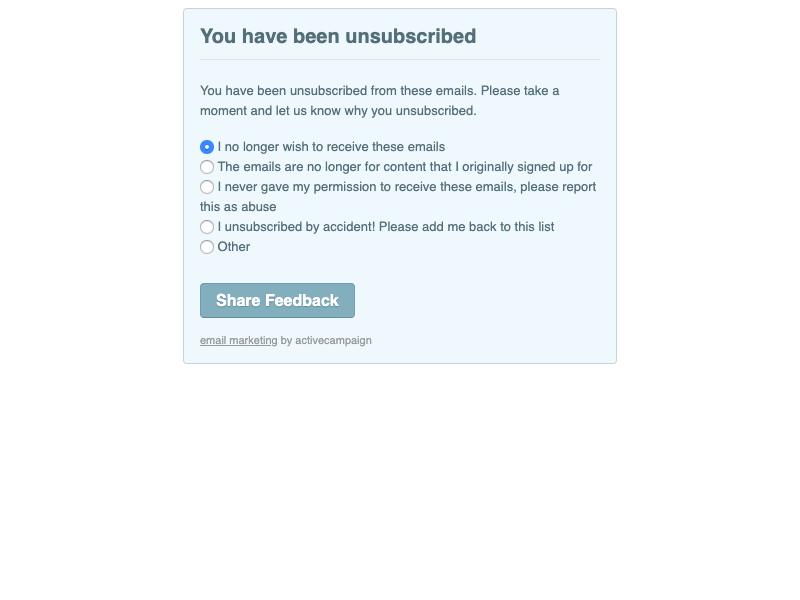 You have been unsubscribed
You have been unsubscribed from these emails. Please take a
moment and let us know why you unsubscribed.
I no longer wish to receive these emails
The emails are no longer for content that I originally signed up for
I never gave my permission to receive these emails, please report
this as abuse
I unsubscribed by accident! Please add me back to this list
Other
Share Feedback
email marketing by activecampaign